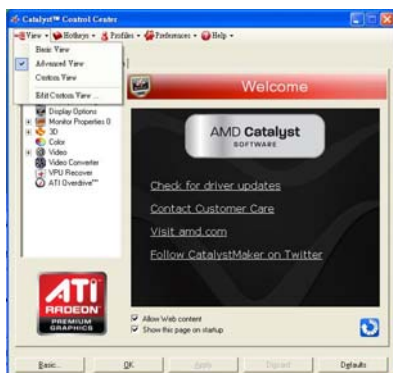 Catalyst™ Control Center
View Hotkeys Profiles Preferences Help
Basic View
Advanced View
Custom View
Edit Custom View ...
Welcome
Display Options
Monitor Properties 0
3D
Color
Video
Video Converter
VPU Recover
ATI Overdrive™
AMD Catalyst
SOFTWARE
Check for driver updates
Contact Customer Care
Visit amd.com
Follow CatalystMaker on Twitter
ATI
RADEON
PREMIUM
GRAPHICS
Allow Web content
Show this page on startup
Basic...
OK
Apply
Discard
Defaults